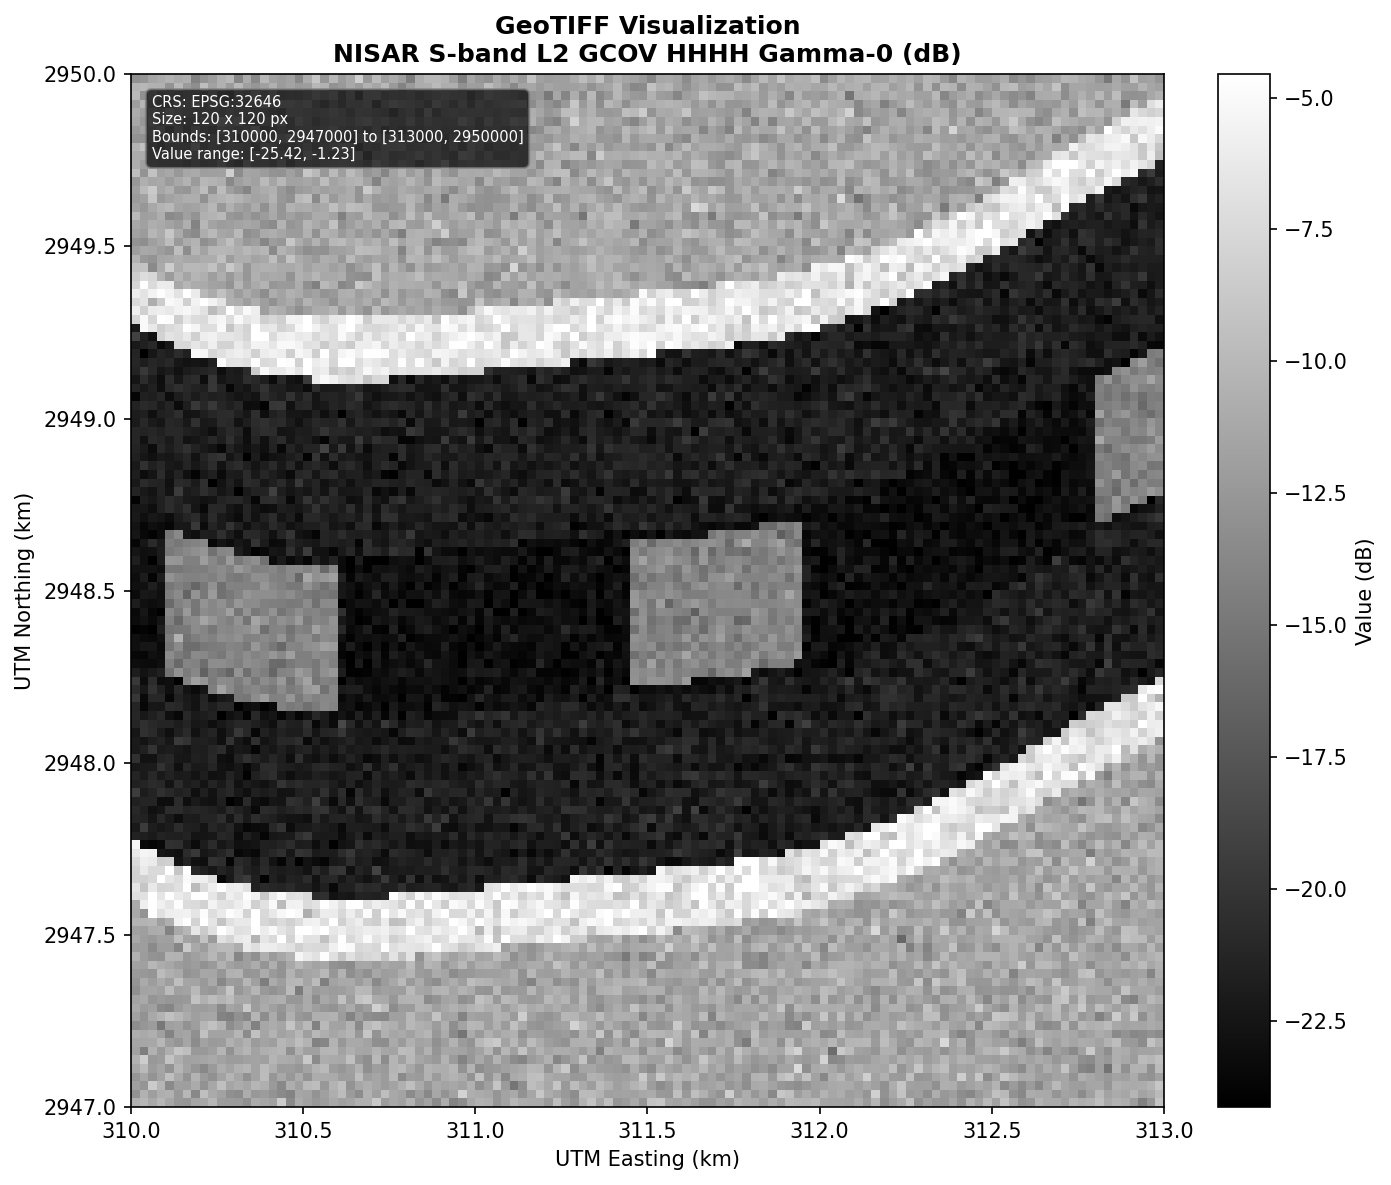 GeoTIFF Visualization
NISAR S-band L2 GCOV HHHH Gamma-0 (dB)
CRS: EPSG:32646
Size: 120 x 120 px
Bounds: [310000, 2947000] to [313000, 2950000]
Value range: [-25.42, -1.23]
2950.0
2949.5
2949.0
2948.5
2948.0
2947.5
2947.0
UTM Northing (km)
310.0 310.5 311.0 311.5 312.0 312.5 313.0
UTM Easting (km)
−5.0
−7.5
−10.0
−12.5
−15.0
−17.5
−20.0
−22.5
Value (dB)